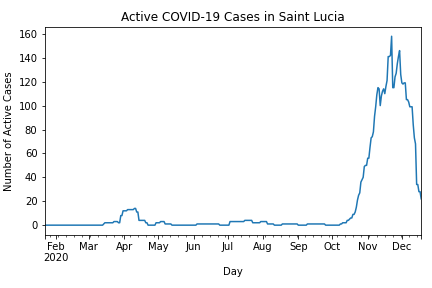 Active COVID-19 Cases in Saint Lucia
Number of Active Cases
160
140
120
100
80
60
40
20
0
Feb Mar Apr May Jun Jul Aug Sep Oct Nov Dec
2020
Day